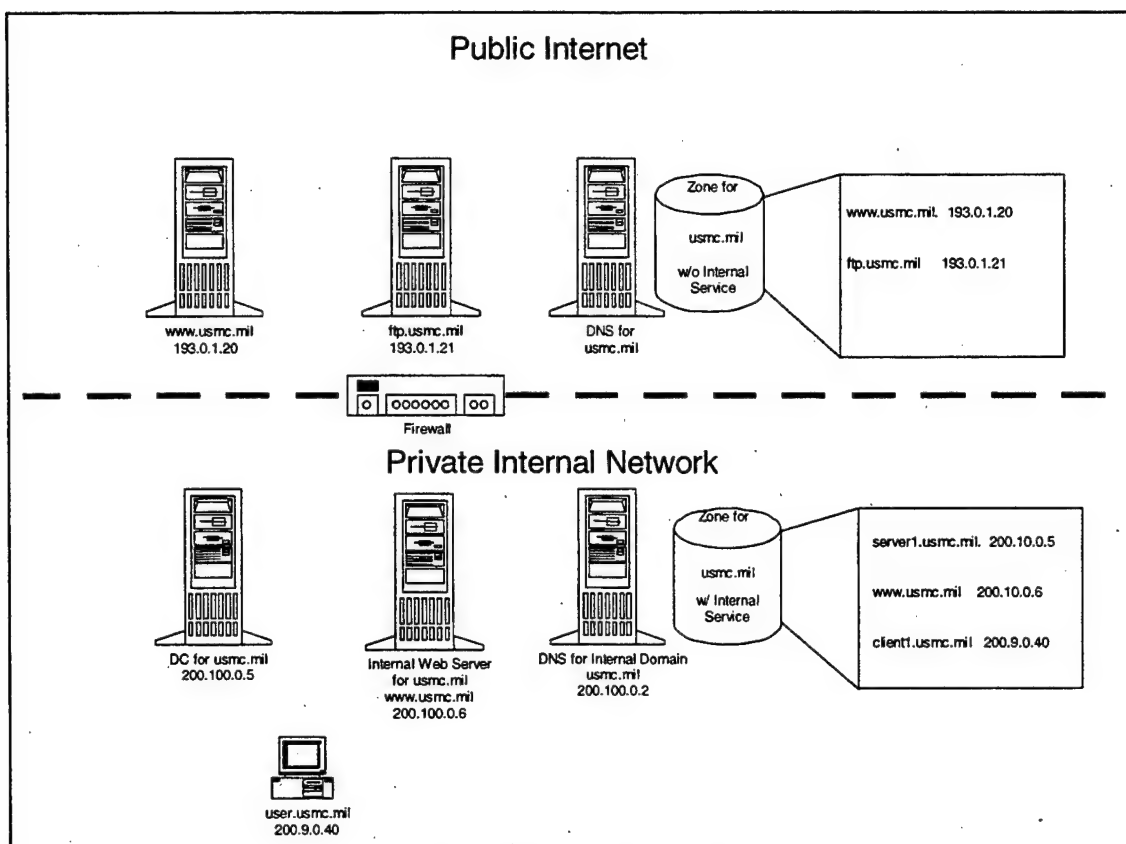 Public Internet
www.usmc.mil
193.0.1.20
ftp.usmc.mil
193.0.1.21
DNS for
usmc.mil
Zone for
usmc.mil
w/o Internal
Service
www.usmc.mil. 193.0.1.20
ftp.usmc.mil 193.0.1.21
Firewall
Private Internal Network
DC for usmc.mil
200.100.0.5
Internal Web Server
for usmc.mil
www.usmc.mil
200.100.0.6
DNS for Internal Domain
usmc.mil
200.100.0.2
Zone for
usmc.mil
w/ Internal
Service
server1.usmc.mil. 200.10.0.5
www.usmc.mil 200.10.0.6
client1.usmc.mil 200.9.0.40
user.usmc.mil
200.9.0.40